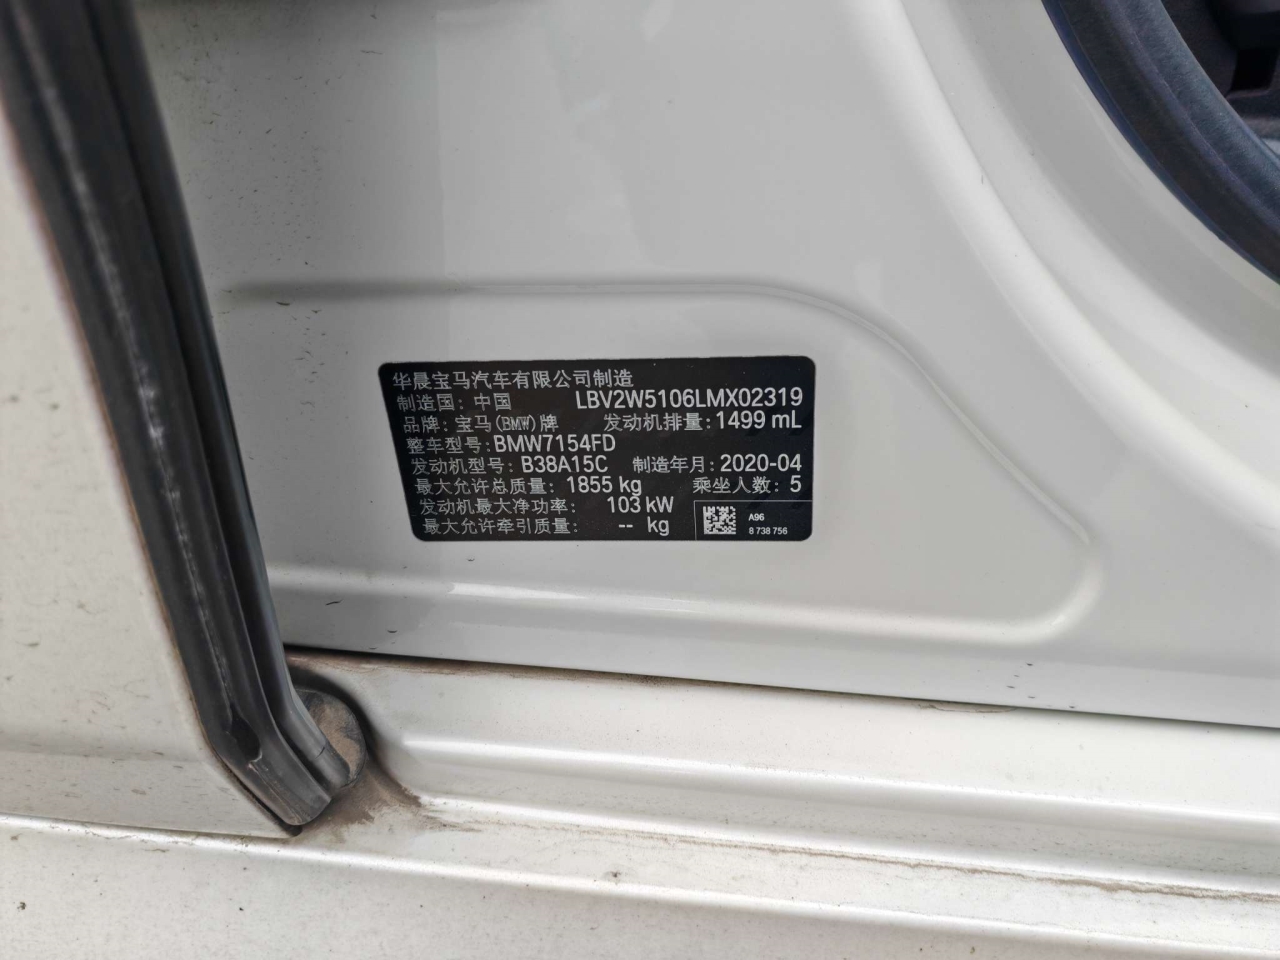 华晨宝马汽车有限公司制造
制造国：中国 LBV2W5106LMX02319
品牌：宝马(BMW)牌 发动机排量：1499 mL
整车型号：BMW7154FD
发动机型号：B38A15C 制造年月：2020-04
最大允许总质量：1855 kg 乘坐人数：5
发动机最大净功率：103 kW
最大允许牵引质量：-- kg
A96
8 738 756